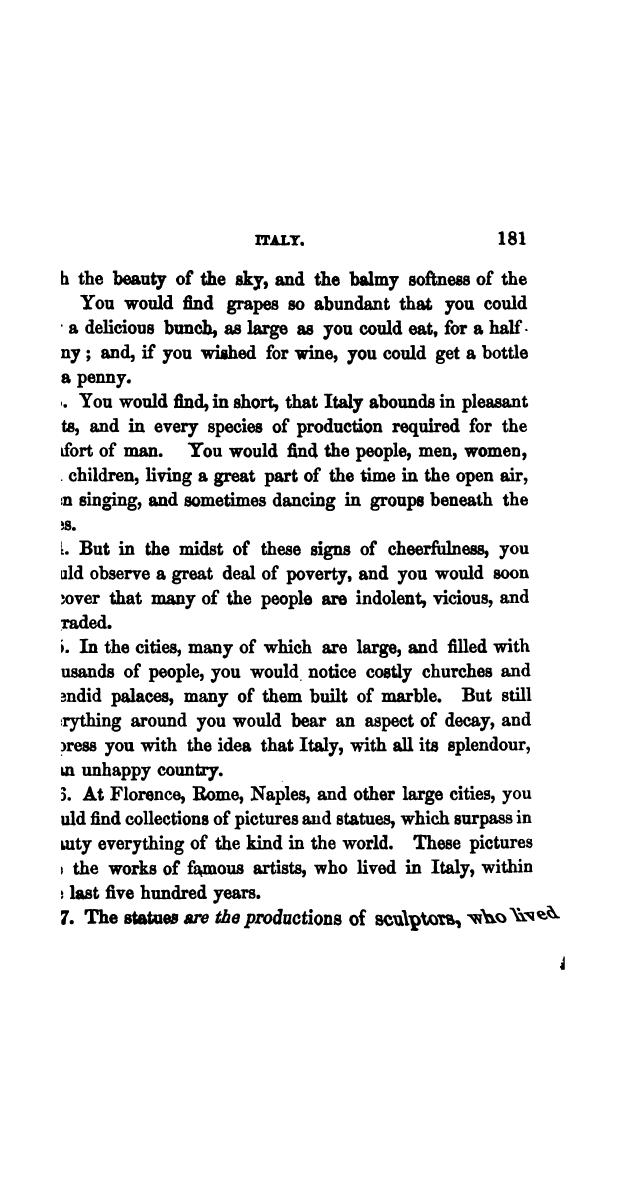 ITALY. 181
h the beauty of the sky, and the balmy softness of the
You would find grapes so abundant that you could
a delicious bunch, as large as you could eat, for a half-
ny; and, if you wished for wine, you could get a bottle
a penny.
. You would find, in short, that Italy abounds in pleasant
ts, and in every species of production required for the
fort of man. You would find the people, men, women,
children, living a great part of the time in the open air,
n singing, and sometimes dancing in groups beneath the
es.
. But in the midst of these signs of cheerfulness, you
uld observe a great deal of poverty, and you would soon
cover that many of the people are indolent, vicious, and
raded.
5. In the cities, many of which are large, and filled with
usands of people, you would notice costly churches and
endid palaces, many of them built of marble. But still
rything around you would bear an aspect of decay, and
press you with the idea that Italy, with all its splendour,
an unhappy country.
6. At Florence, Rome, Naples, and other large cities, you
uld find collections of pictures and statues, which surpass in
auty everything of the kind in the world. These pictures
the works of famous artists, who lived in Italy, within
last five hundred years.
7. The statues are the productions of sculptors, who lived